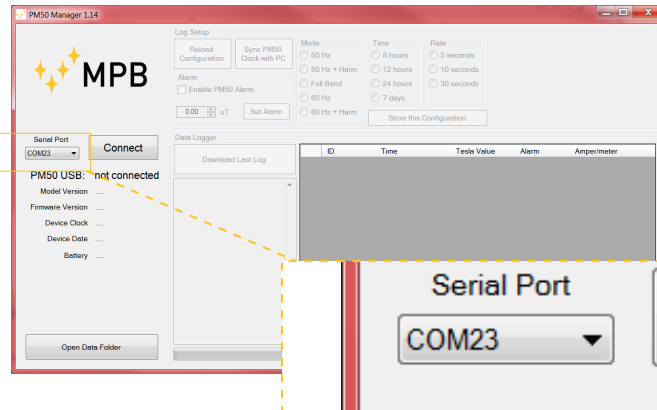 PM50 Manager 1.14
MPB
Log Setup
Reload Configuration
Sync PM50 Clock with PC
Alarm
Enable PM50 Alarm
0.00 uT
Set Alarm
Mode
50 Hz
50 Hz + Harm
Full Band
60 Hz
60 Hz + Harm
Time
8 hours
12 hours
24 hours
7 days
Rate
5 seconds
10 seconds
30 seconds
Store this Configuration
Serial Port
COM23
Connect
PM50 USB: not connected
Model Version ....
Firmware Version ....
Device Clock ....
Device Date ....
Battery ....
Open Data Folder
Data Logger
Download Last Log
ID Time Tesla Value Alarm Amper/meter
Serial Port
COM23